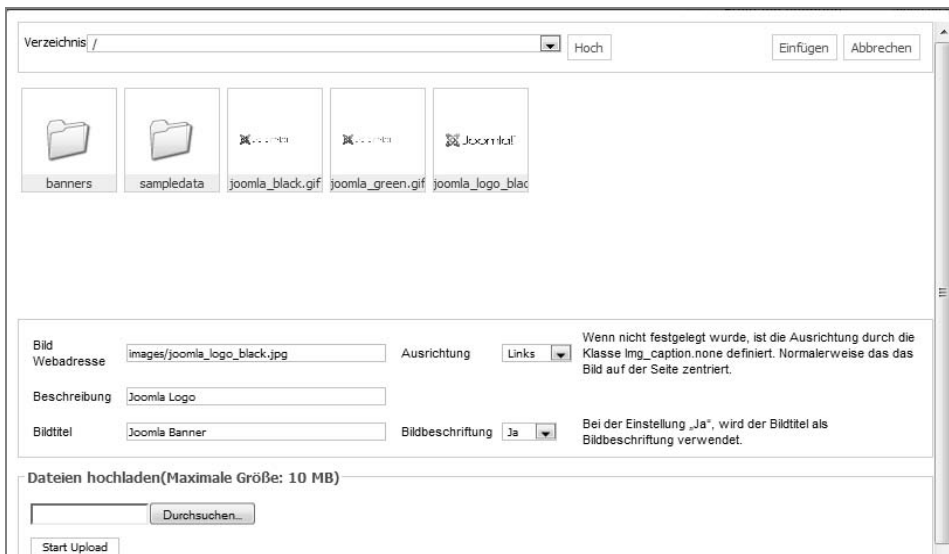 Verzeichnis / Hoch Einfügen Abbrechen
Joomla!
banners sampledata joomla_black.gif joomla_green.gif joomla_logo_blac
Bild Webadresse images/joomla_logo_black.jpg Ausrichtung Links
Wenn nicht festgelegt wurde, ist die Ausrichtung durch die
Klasse Img_caption.none definiert. Normalerweise das das
Bild auf der Seite zentriert.
Beschreibung Joomla Logo
Bildtitel Joomla Banner Bildbeschriftung Ja
Bei der Einstellung „Ja“, wird der Bildtitel als
Bildbeschriftung verwendet.
Dateien hochladen(Maximale Größe: 10 MB)
Durchsuchen...
Start Upload